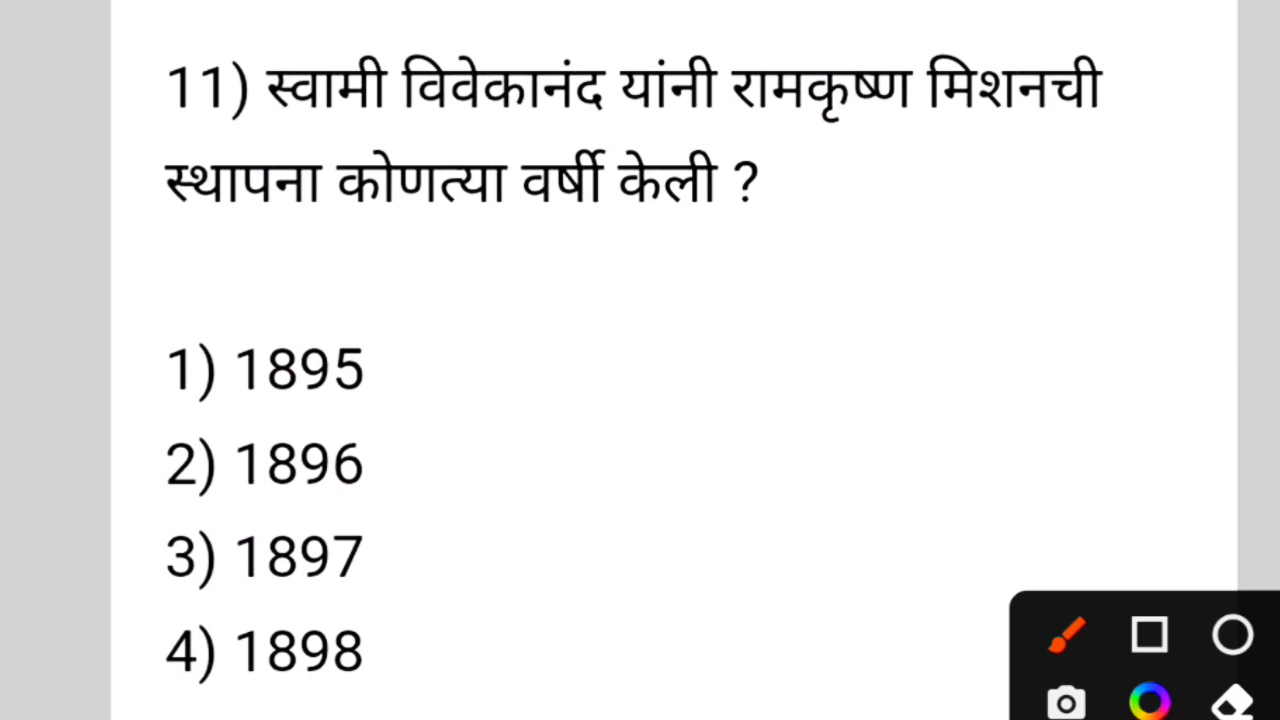 11) स्वामी विवेकानंद यांनी रामकृष्ण मिशनची
स्थापना कोणत्या वर्षी केली ?
1) 1895
2) 1896
3) 1897
4) 1898